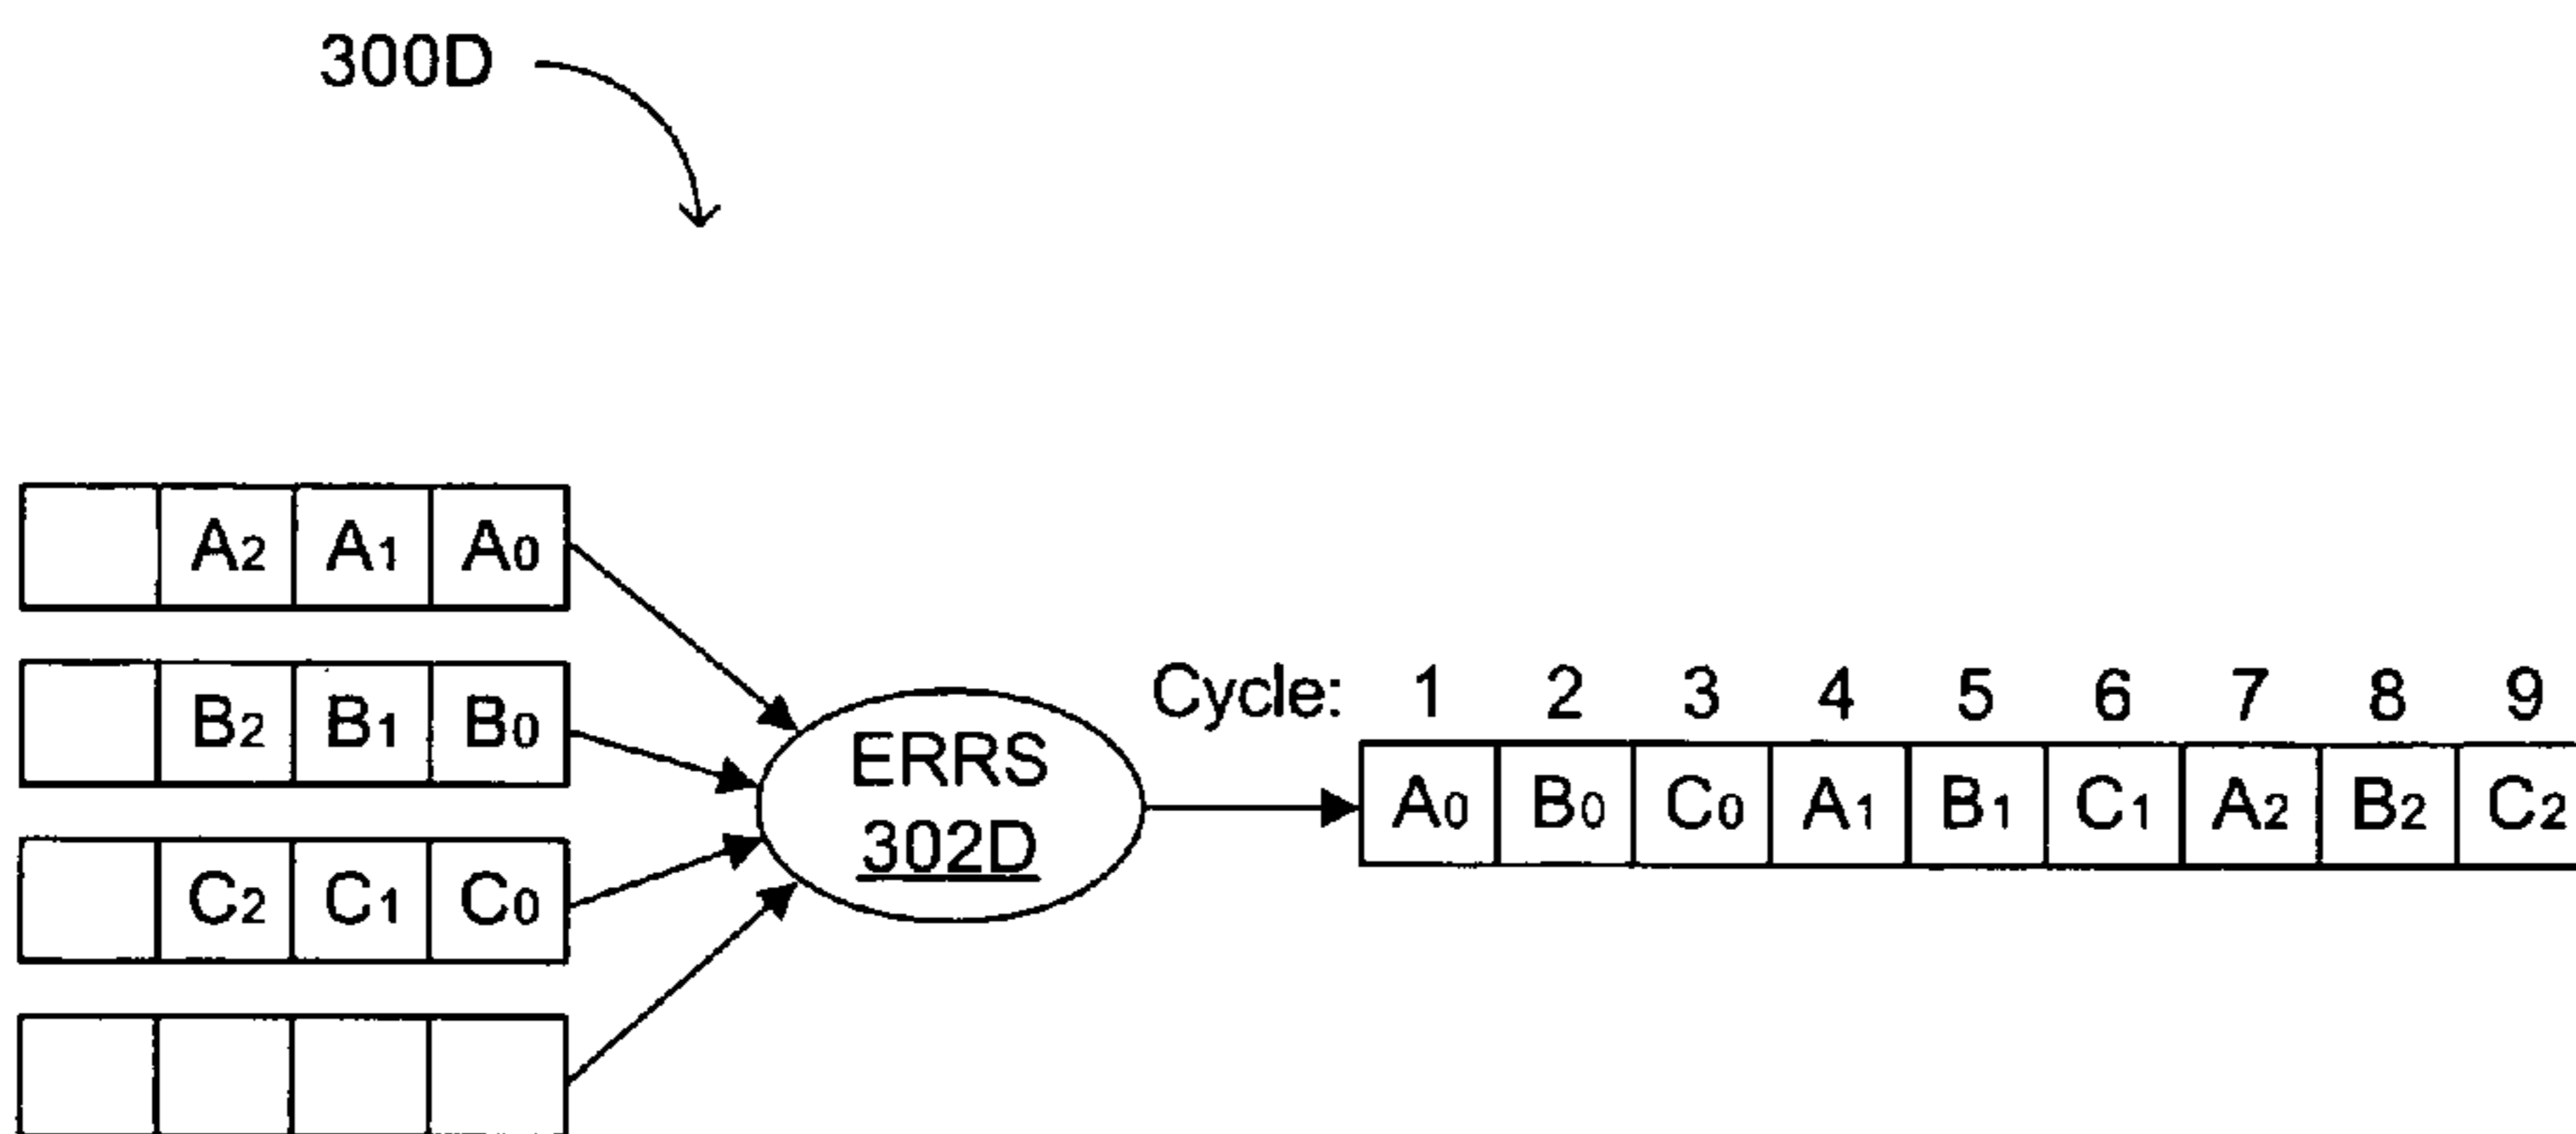 300D
A2 A1 A0
B2 B1 B0
C2 C1 C0
ERRS
302D
Cycle: 1 2 3 4 5 6 7 8 9
A0 B0 C0 A1 B1 C1 A2 B2 C2